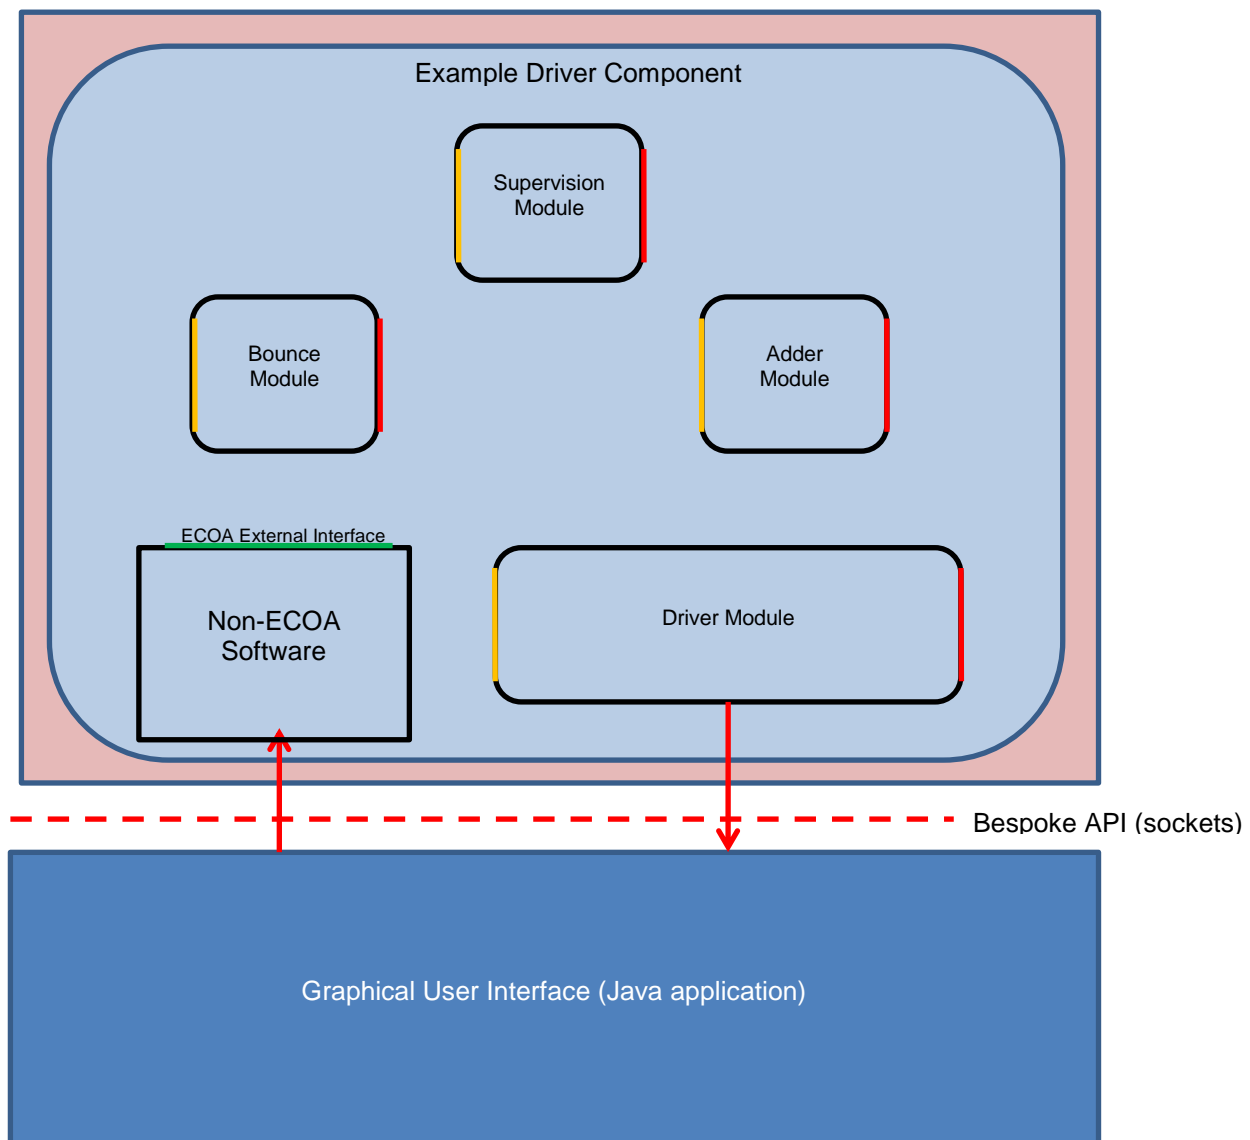 Example Driver Component
Supervision
Module
Bounce
Module
Adder
Module
ECOA External Interface
Non-ECOA
Software
Driver Module
Bespoke API (sockets)
Graphical User Interface (Java application)